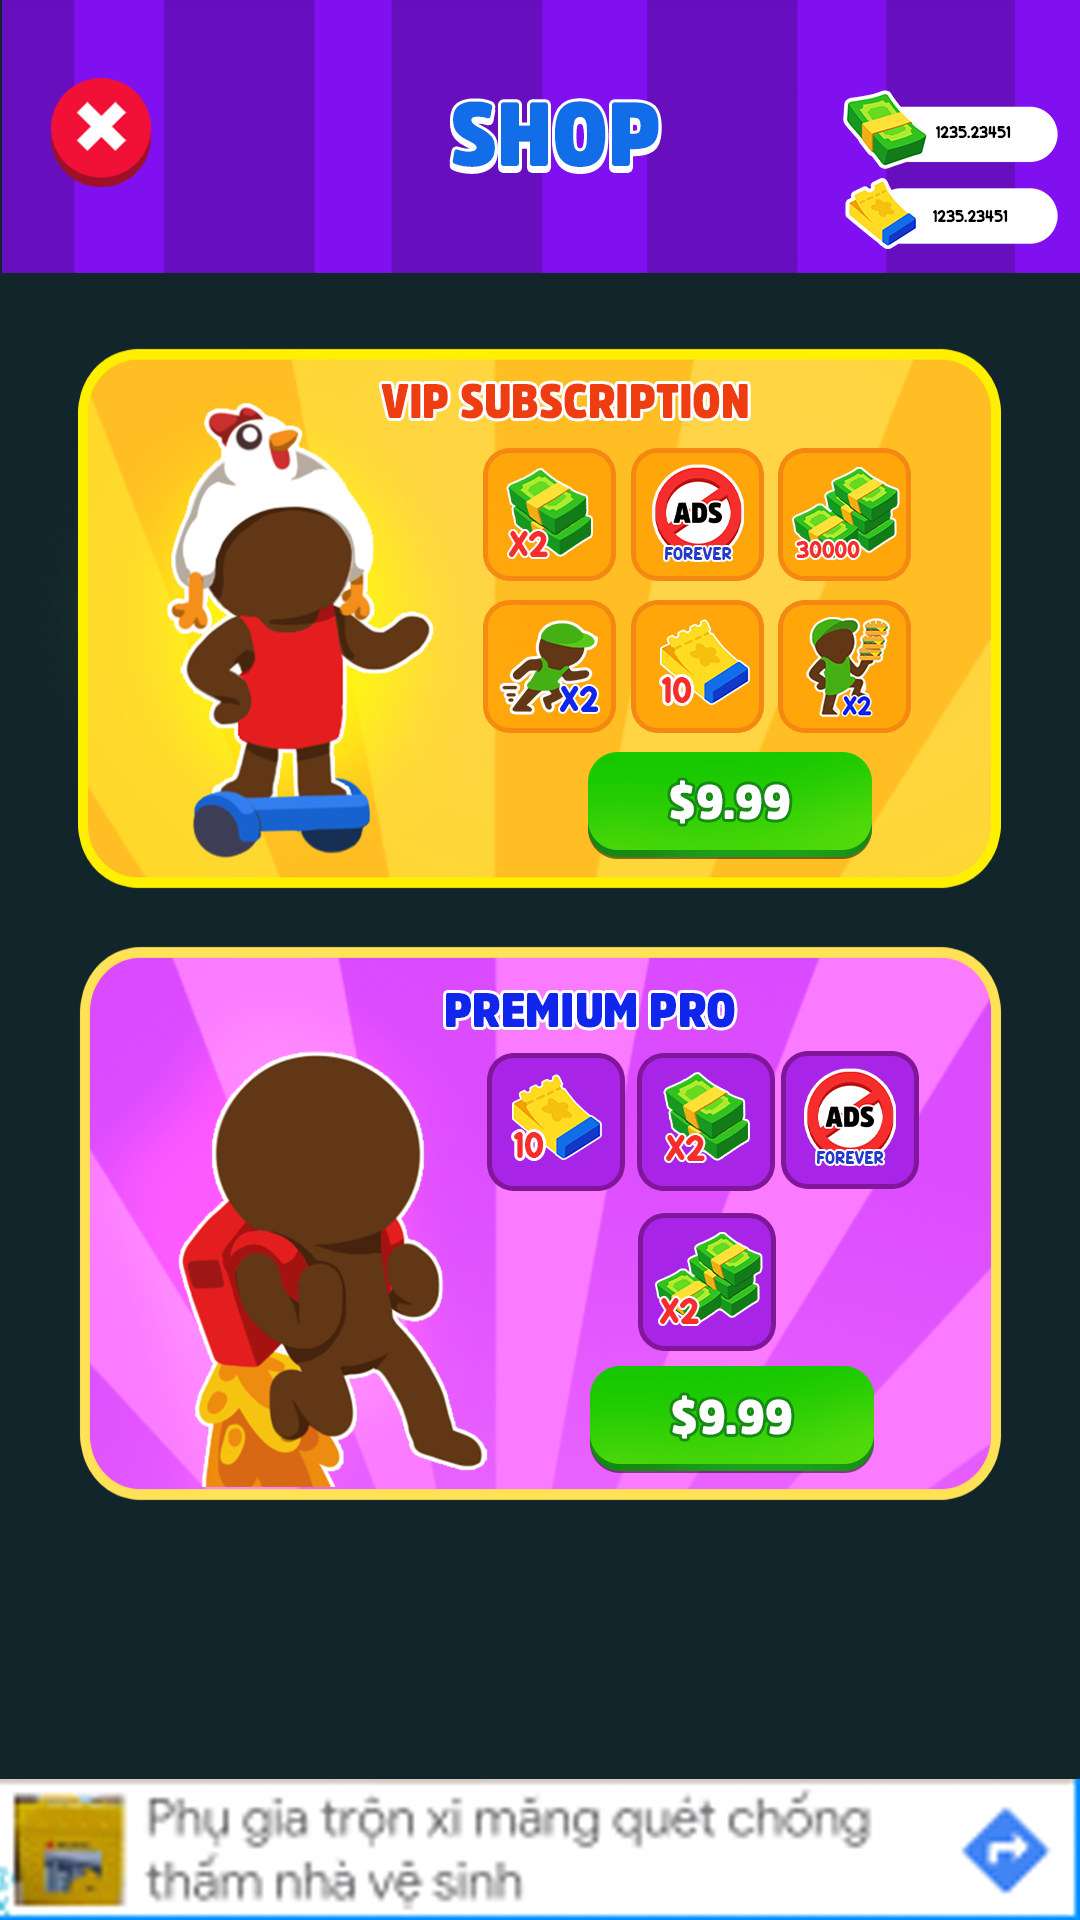 SHOP
1235.23451
1235.23451
VIP SUBSCRIPTION
X2
ADS
FOREVER
30000
X2
10
X2
$9.99
PREMIUM PRO
10
X2
ADS
FOREVER
X2
$9.99
Phụ gia trộn xi măng quét chống
thấm nhà vệ sinh